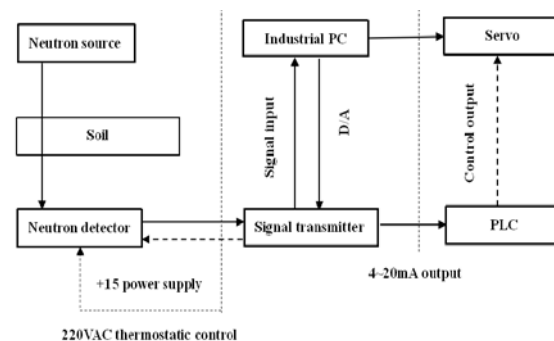 Neutron source
Industrial PC
Servo
Soil
Signal input
D/A
Control output
Neutron detector
Signal transmitter
PLC
+15 power supply
4~20mA output
220VAC thermostatic control